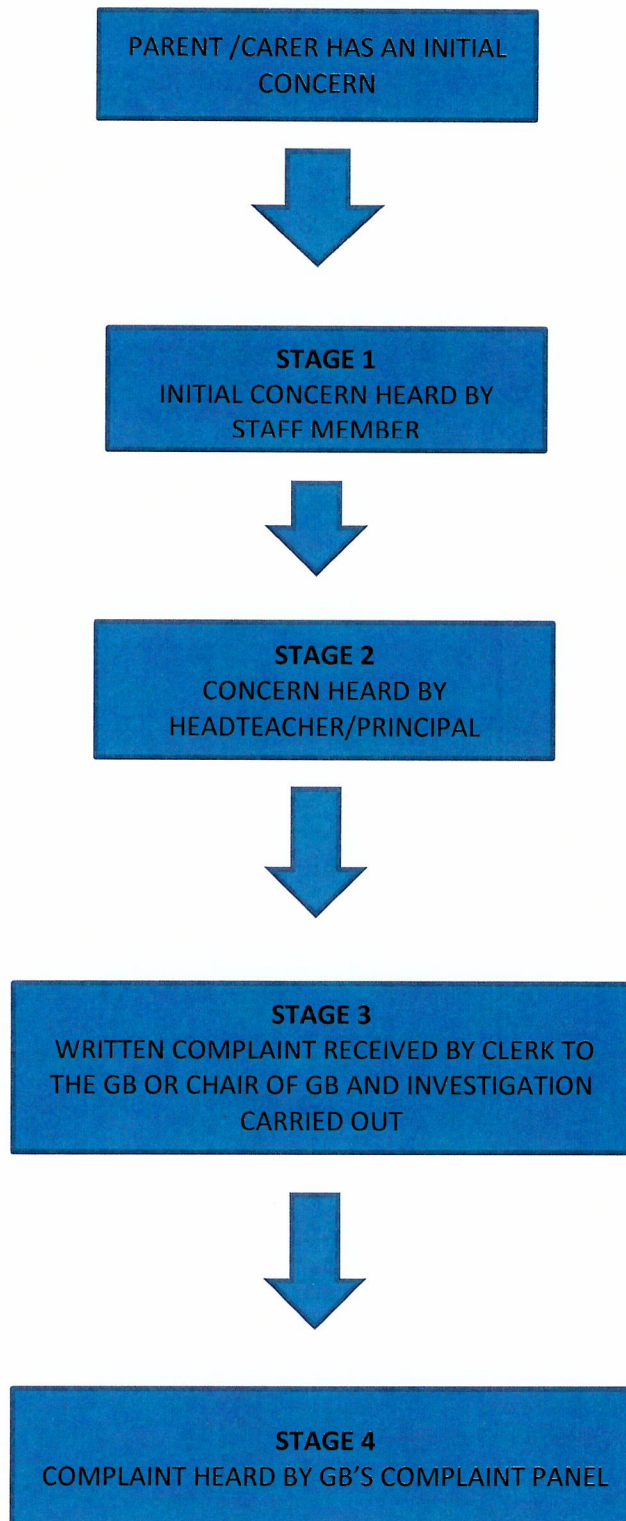 PARENT /CARER HAS AN INITIAL
CONCERN
STAGE 1
INITIAL CONCERN HEARD BY
STAFF MEMBER
STAGE 2
CONCERN HEARD BY
HEADTEACHER/PRINCIPAL
STAGE 3
WRITTEN COMPLAINT RECEIVED BY CLERK TO
THE GB OR CHAIR OF GB AND INVESTIGATION
CARRIED OUT
STAGE 4
COMPLAINT HEARD BY GB'S COMPLAINT PANEL